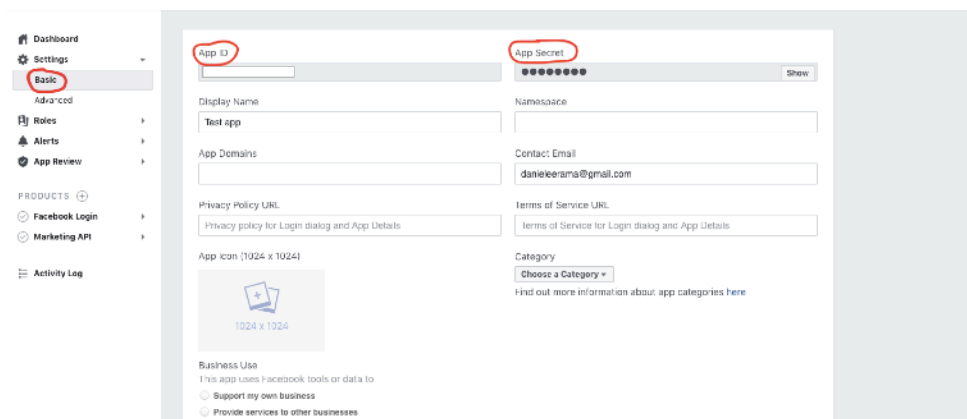 Dashboard
Settings
Basic
Advanced
Roles
Alerts
App Review
PRODUCTS
Facebook Login
Marketing API
Activity Log
App ID
App Secret
Show
Display Name
Namespace
Test app
App Domains
Contact Email
danieleerama@gmail.com
Privacy Policy URL
Terms of Service URL
Privacy policy for Login dialog and App Details
Terms of Service for Login dialog and App Details
App Icon (1024 x 1024)
Category
Choose a Category
Find out more information about app categories here
1024 x 1024
Business Use
This app uses Facebook tools or data to
Support my own business
Provide services to other businesses